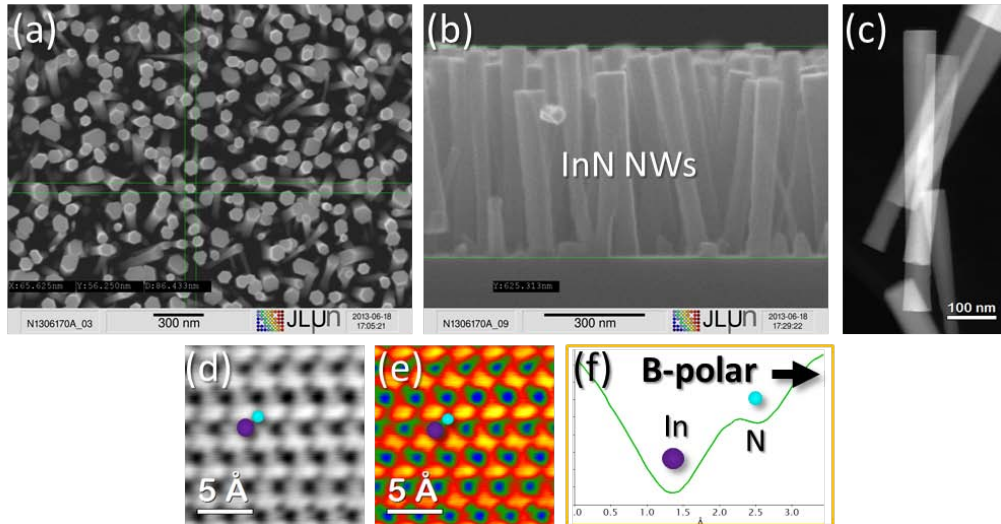 (a)
X:65.625nm Y:56.250nm D:86.433nm
N1306170A_03
300 nm
JLμn
2013-06-18
17:05:21
(b)
InN NWs
Y:625.313nm
N1306170A_09
300 nm
JLμn
2013-06-18
17:29:22
(c)
100 nm
(d)
5 Å
(e)
5 Å
(f)
B-polar
In
N
.0 0.5 1.0 1.5 2.0 2.5 3.0
Å